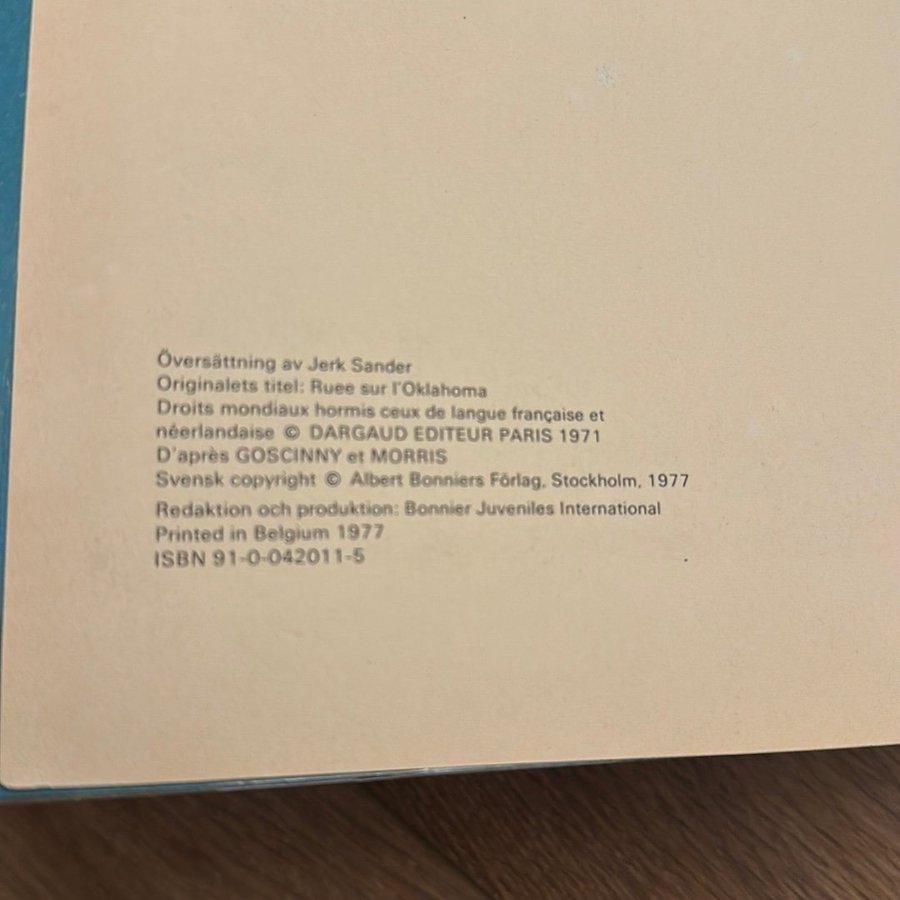 Översättning av Jerk Sander
Originalets titel: Ruee sur l'Oklahoma
Droits mondiaux hormis ceux de langue française et
néerlandaise © DARGAUD EDITEUR PARIS 1971
D'après GOSCINNY et MORRIS
Svensk copyright © Albert Bonniers Förlag, Stockholm, 1977
Redaktion och produktion: Bonnier Juveniles International
Printed in Belgium 1977
ISBN 91-0-042011-5